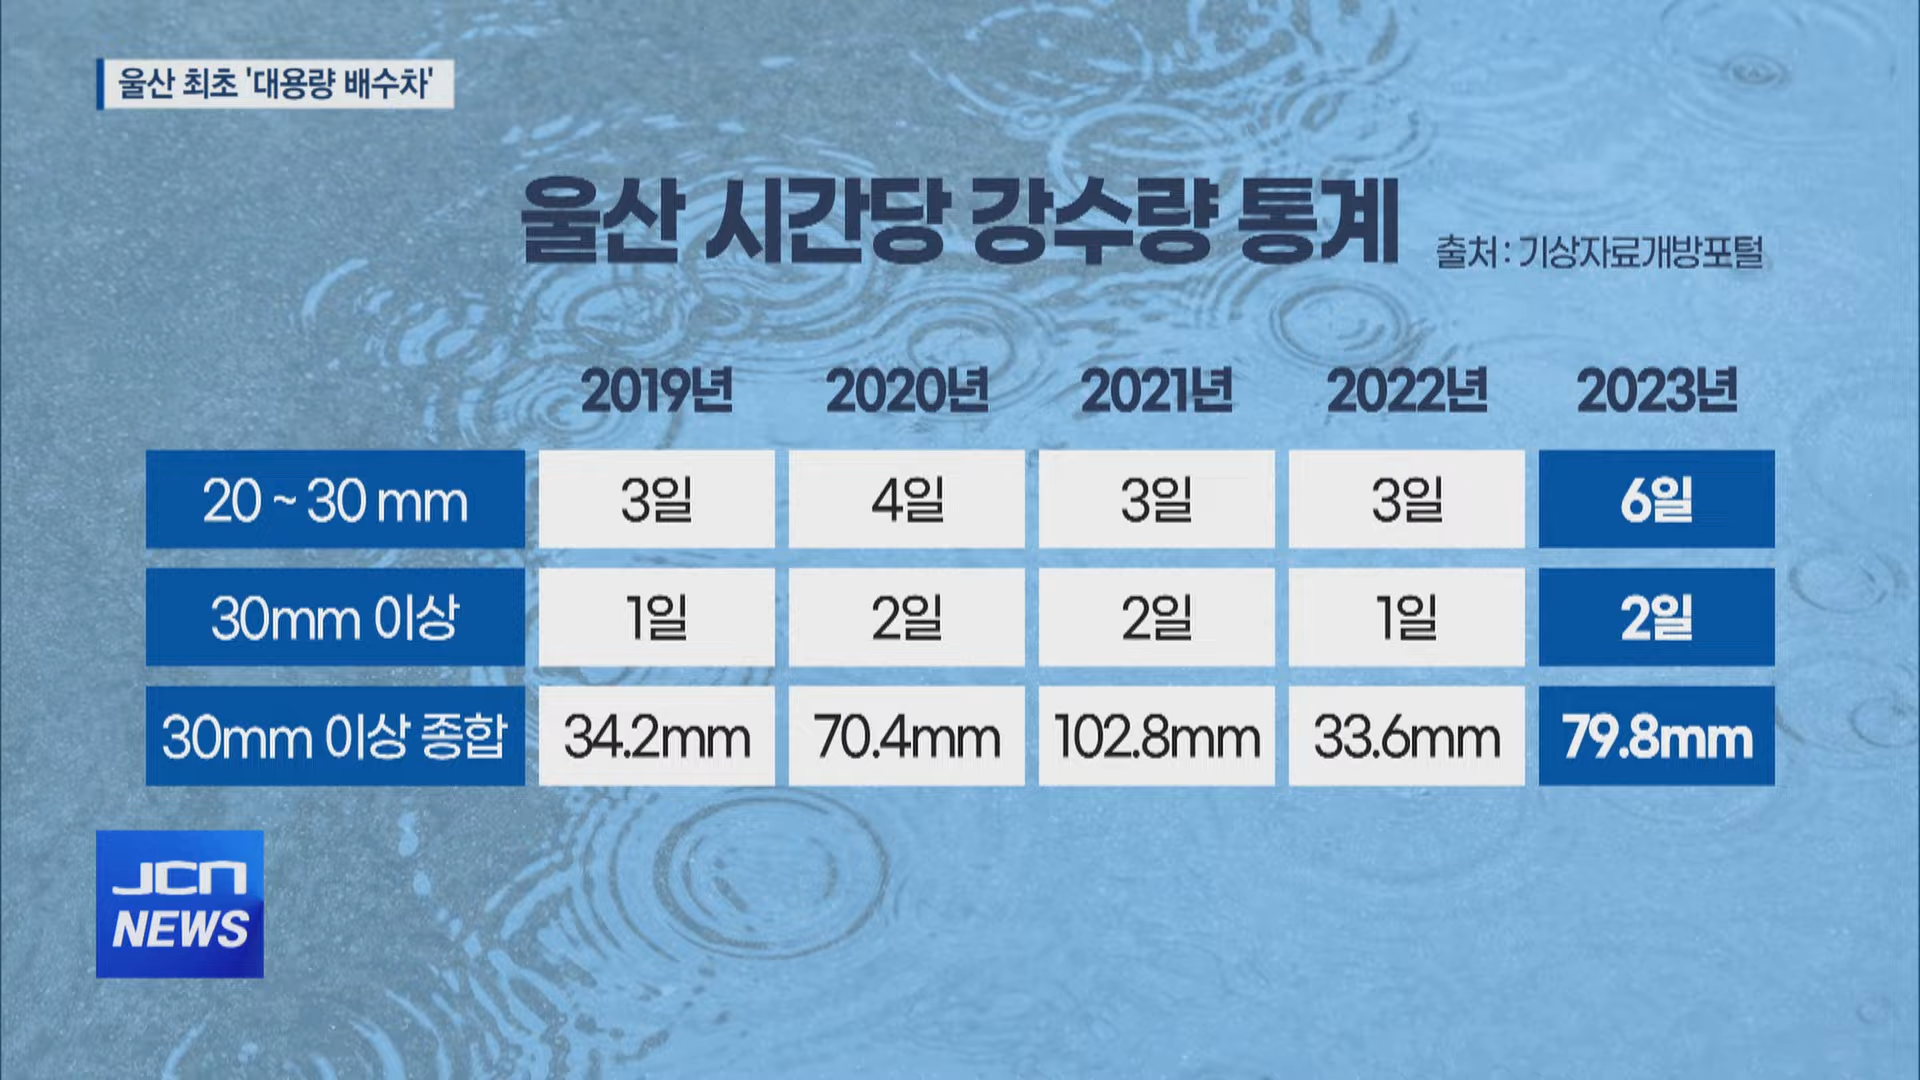 울산 최초 '대용량 배수차'
울산 시간당 강수량 통계
출처 : 기상자료개방포털
2019년 2020년 2021년 2022년 2023년
20 ~ 30 mm 3일 4일 3일 3일 6일
30mm 이상 1일 2일 2일 1일 2일
30mm 이상 종합 34.2mm 70.4mm 102.8mm 33.6mm 79.8mm
JCN
NEWS